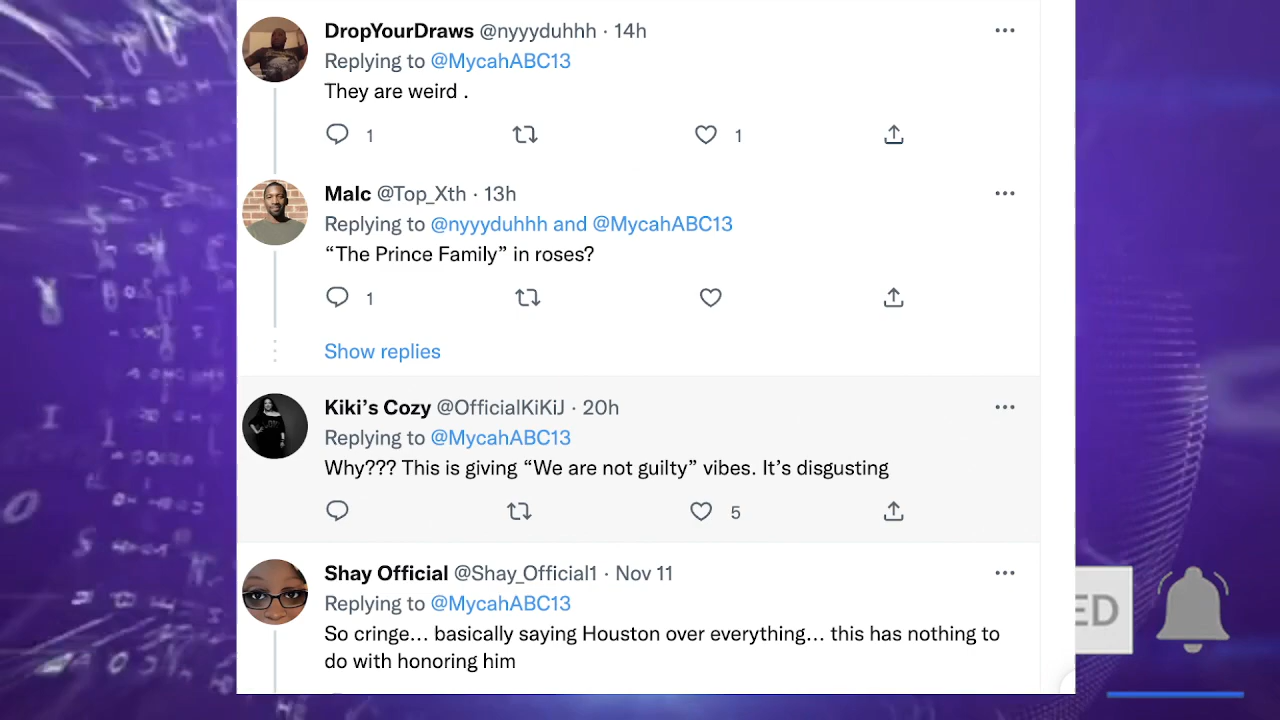 DropYourDraws @nyyyduhhh · 14h
Replying to @MycahABC13
They are weird .
1
1
Malc @Top_Xth · 13h
Replying to @nyyyduhhh and @MycahABC13
“The Prince Family” in roses?
1
Show replies
Kiki’s Cozy @OfficialKiKiJ · 20h
Replying to @MycahABC13
Why??? This is giving “We are not guilty” vibes. It’s disgusting
5
Shay Official @Shay_Official1 · Nov 11
Replying to @MycahABC13
So cringe... basically saying Houston over everything... this has nothing to
do with honoring him
ED